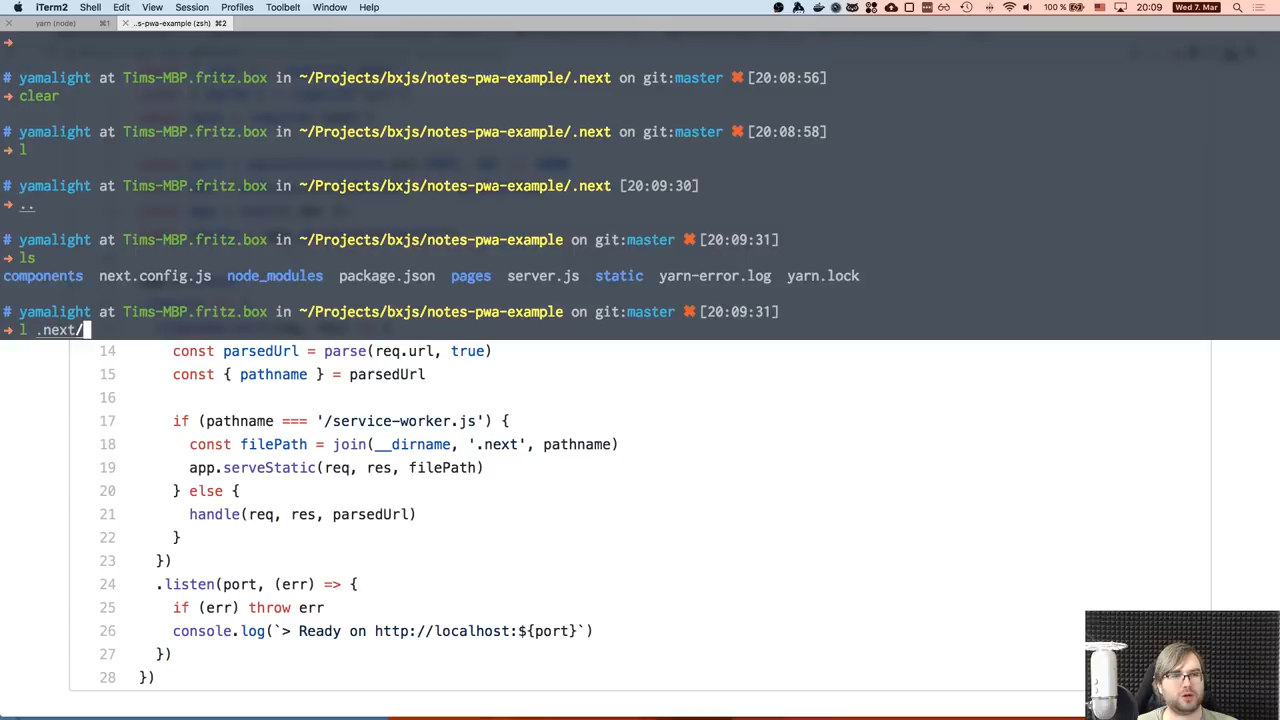 iTerm2 Shell Edit View Session Profiles Toolbelt Window Help 100 % 20:09 Wed 7. Mar
yarn (node) ⌘1 ..s-pwa-example (zsh) ⌘2
➜
# yamalight at Tims-MBP.fritz.box in ~/Projects/bxjs/notes-pwa-example/.next on git:master ✖ [20:08:56]
➜ clear
# yamalight at Tims-MBP.fritz.box in ~/Projects/bxjs/notes-pwa-example/.next on git:master ✖ [20:08:58]
➜ l
# yamalight at Tims-MBP.fritz.box in ~/Projects/bxjs/notes-pwa-example/.next [20:09:30]
➜ ..
# yamalight at Tims-MBP.fritz.box in ~/Projects/bxjs/notes-pwa-example on git:master ✖ [20:09:31]
➜ ls
components next.config.js node_modules package.json pages server.js static yarn-error.log yarn.lock
# yamalight at Tims-MBP.fritz.box in ~/Projects/bxjs/notes-pwa-example on git:master ✖ [20:09:31]
➜ l .next/
14 const parsedUrl = parse(req.url, true)
15 const { pathname } = parsedUrl
16
17 if (pathname === '/service-worker.js') {
18 const filePath = join(__dirname, '.next', pathname)
19 app.serveStatic(req, res, filePath)
20 } else {
21 handle(req, res, parsedUrl)
22 }
23 })
24 .listen(port, (err) => {
25 if (err) throw err
26 console.log(`> Ready on http://localhost:${port}`)
27 })
28 })